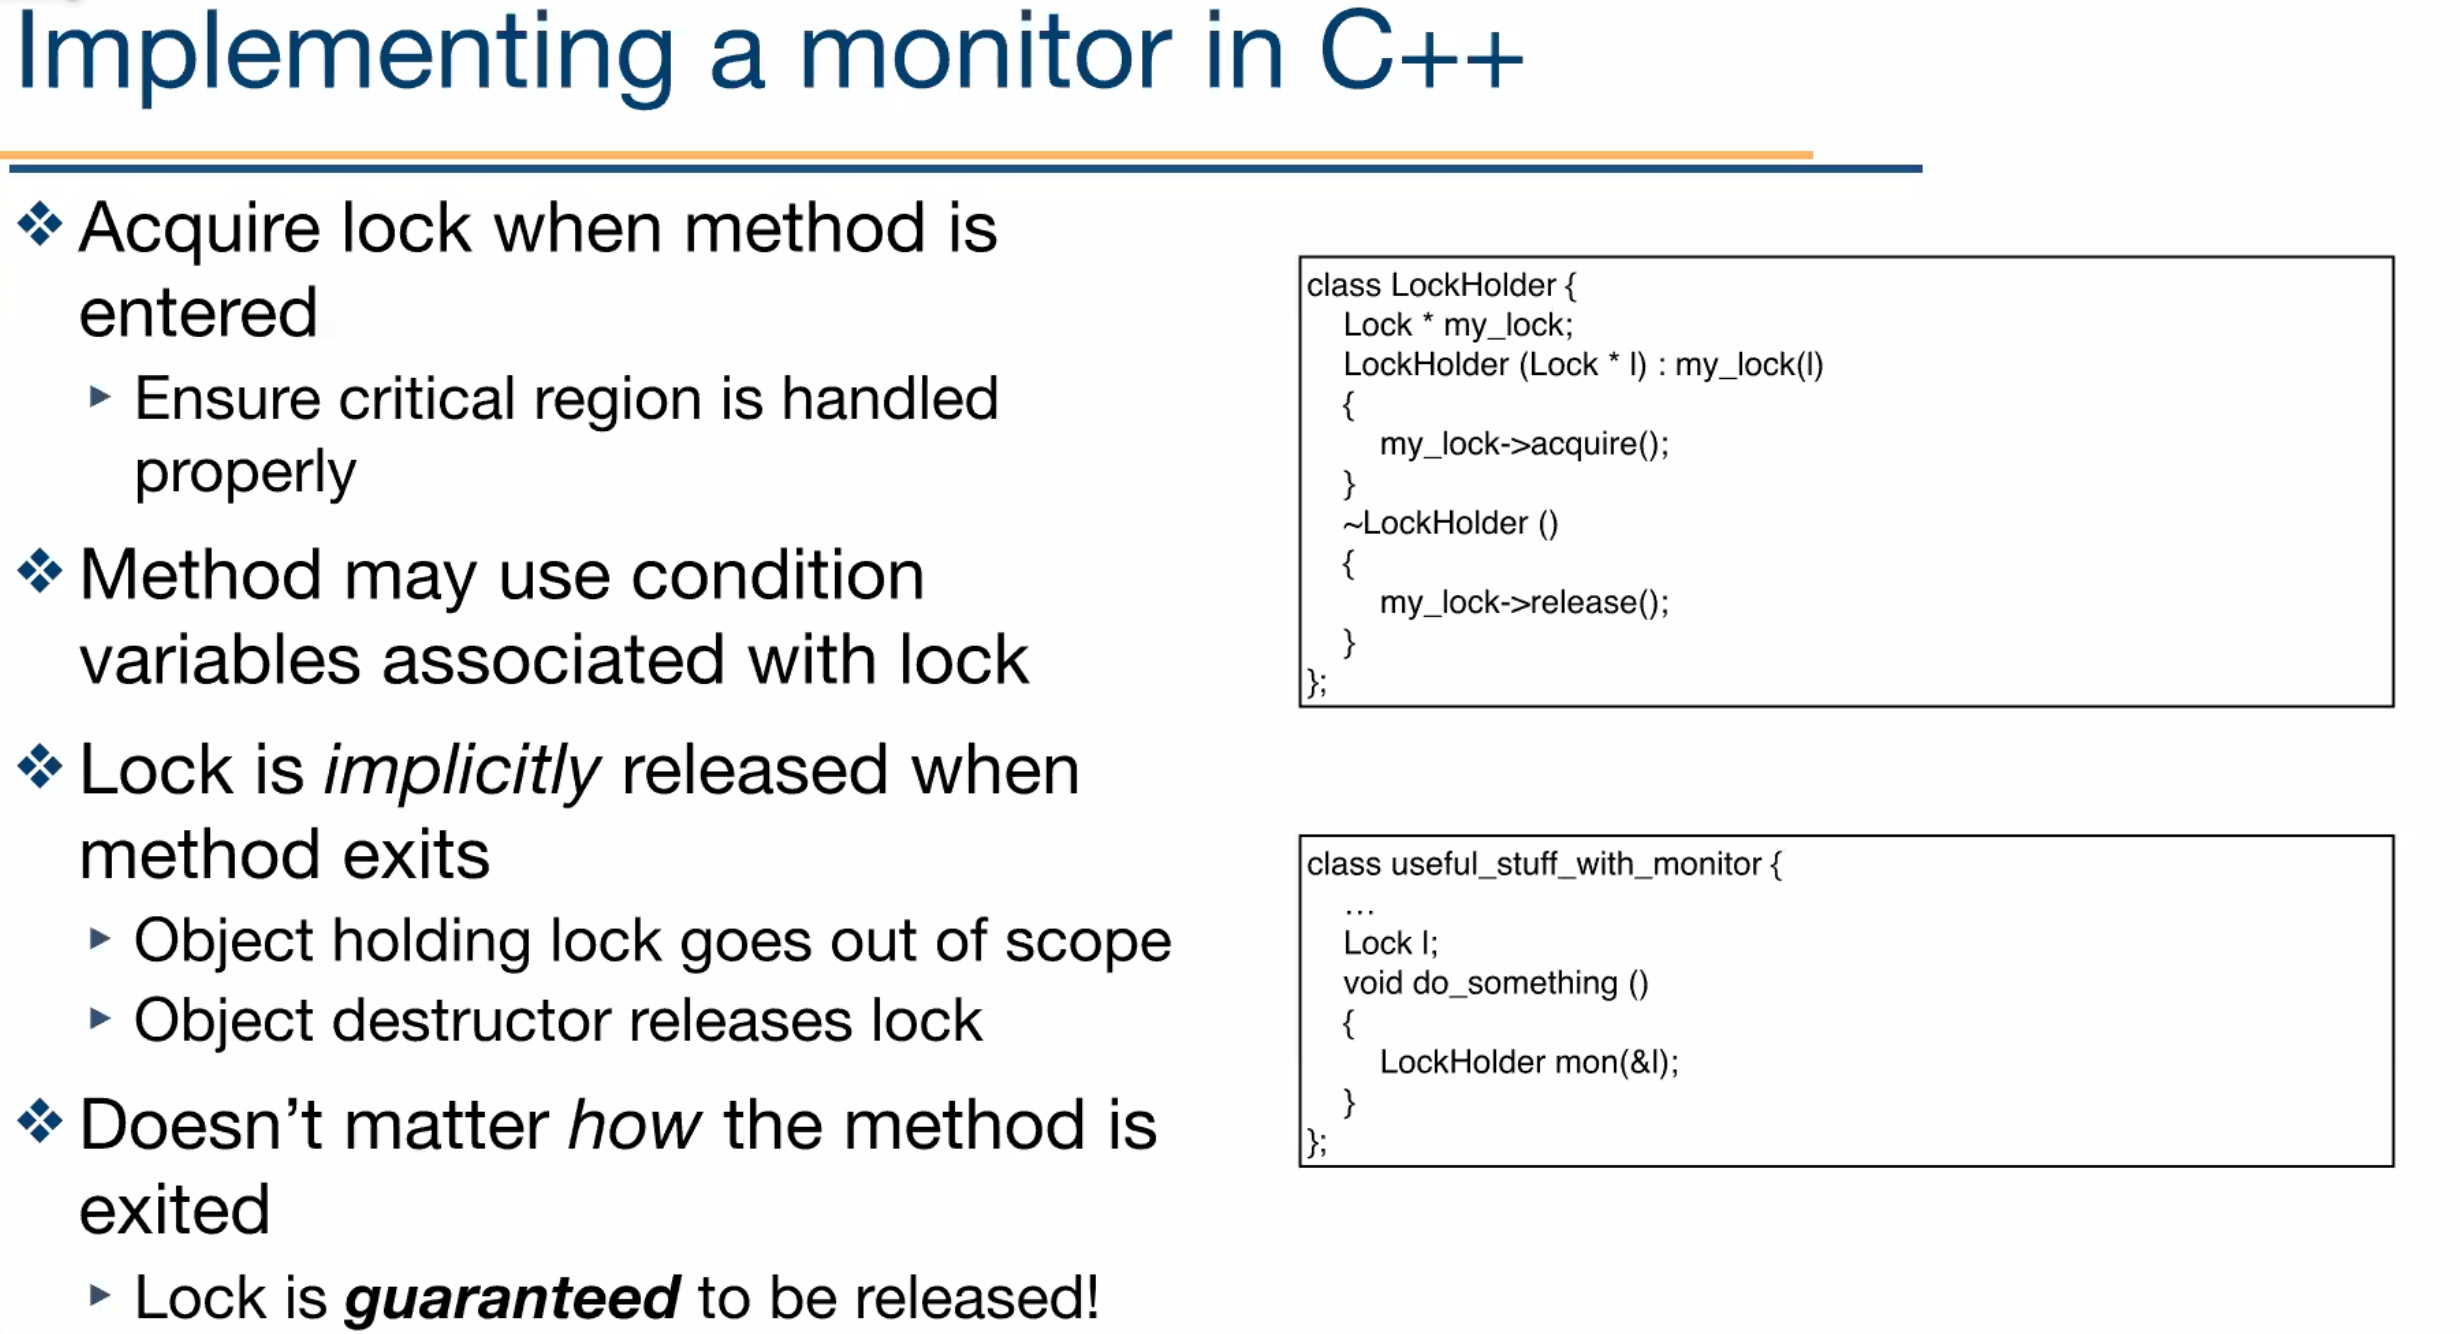 Implementing a monitor in C++
❖ Acquire lock when method is
entered
▸ Ensure critical region is handled
properly
❖ Method may use condition
variables associated with lock
❖ Lock is implicitly released when
method exits
▸ Object holding lock goes out of scope
▸ Object destructor releases lock
❖ Doesn’t matter how the method is
exited
▸ Lock is guaranteed to be released!
class LockHolder {
Lock * my_lock;
LockHolder (Lock * l) : my_lock(l)
{
my_lock->acquire();
}
~LockHolder ()
{
my_lock->release();
}
};
class useful_stuff_with_monitor {
…
Lock l;
void do_something ()
{
LockHolder mon(&l);
}
};